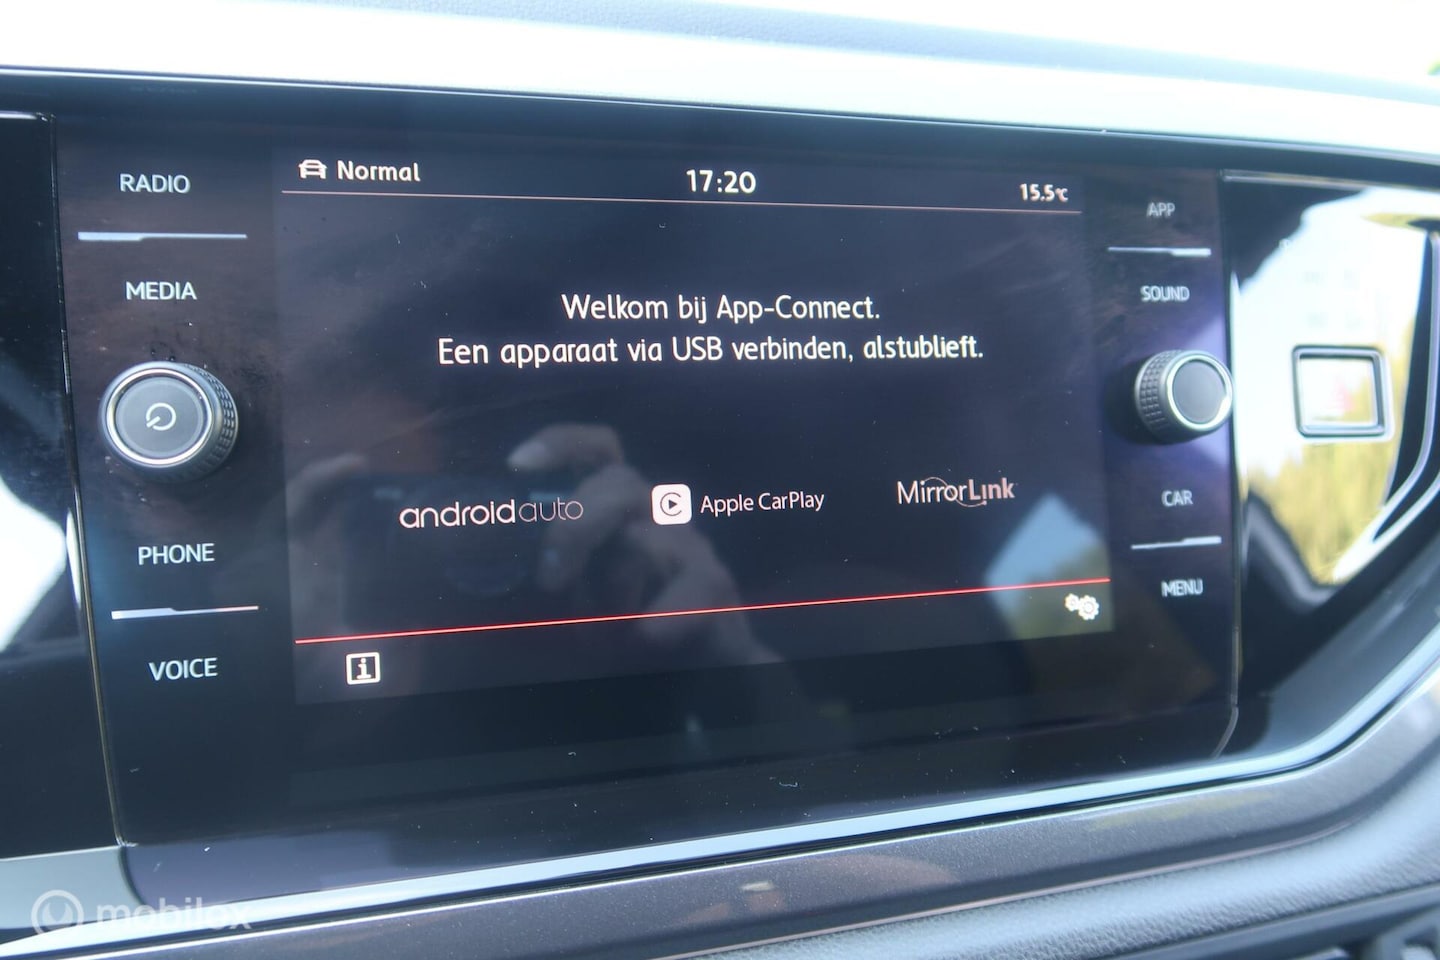 RADIO
MEDIA
PHONE
VOICE
Normal
17:20
15.5°C
Welkom bij App-Connect.
Een apparaat via USB verbinden, alstublieft.
androidauto
Apple CarPlay
MirrorLink
i
APP
SOUND
CAR
MENU
mobilox